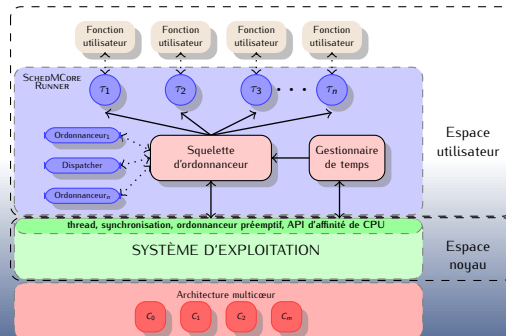 Fonction Fonction Fonction Fonction
utilisateur utilisateur utilisateur utilisateur
SCHEDMCORE
RUNNER
τ1 τ2 τ3 · · · τn
Ordonnanceur1
Dispatcher
Ordonnanceurn
Squelette
d'ordonnanceur
Gestionnaire
de temps
Espace
utilisateur
thread, synchronisation, ordonnanceur préemptif, API d'affinité de CPU
SYSTÈME D'EXPLOITATION
Espace
noyau
Architecture multicœur
c0 c1 c2 cm